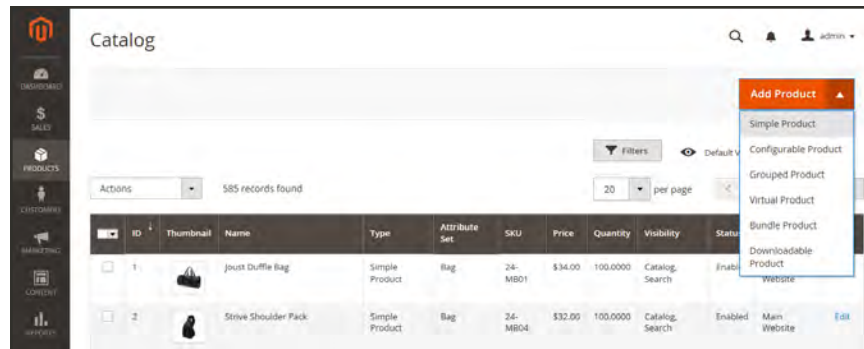 Catalog
admin
DASHBOARD
$
SALES
PRODUCTS
CUSTOMERS
MARKETING
CONTENT
REPORTS
Add Product
Simple Product
Configurable Product
Grouped Product
Virtual Product
Bundle Product
Downloadable
Product
Filters
Default V
Actions
585 records found
20 per page
ID Thumbnail Name Type Attribute Set SKU Price Quantity Visibility Status
1 Joust Duffle Bag Simple Product Bag 24-MB01 $34.00 100.0000 Catalog, Search Enabl
Website
2 Strive Shoulder Pack Simple Product Bag 24-MB04 $32.00 100.0000 Catalog, Search Enabled Main Website Edit